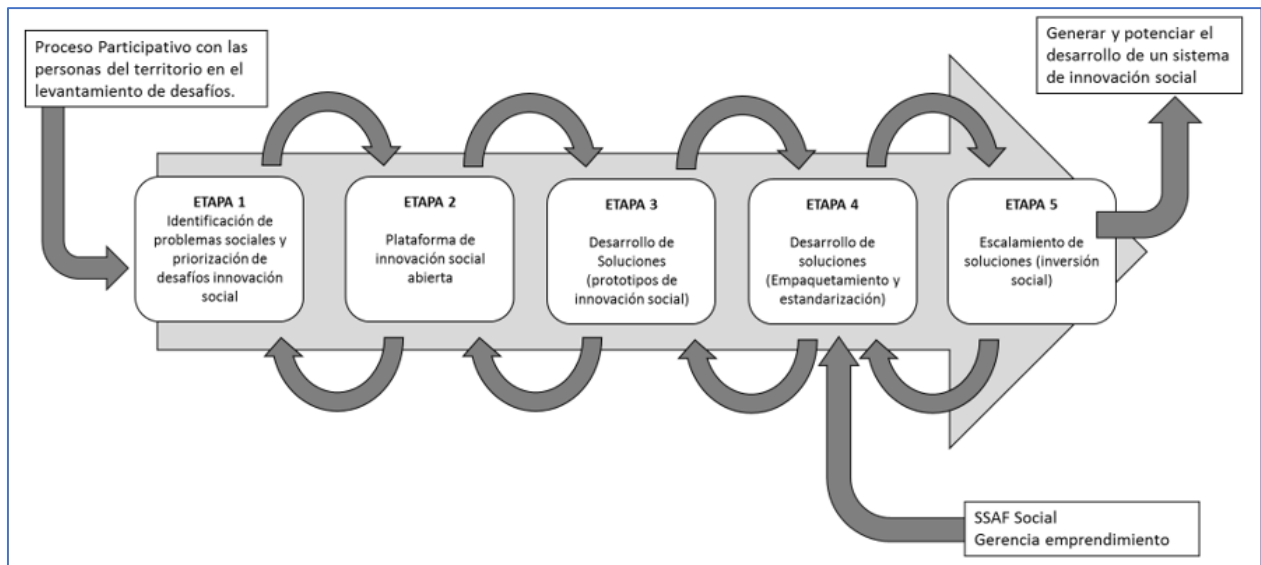 Proceso Participativo con las
personas del territorio en el
levantamiento de desafíos.
Generar y potenciar el
desarrollo de un sistema
de innovación social
ETAPA 1
Identificación de
problemas sociales y
priorización de
desafíos innovación
social
ETAPA 2
Plataforma de
innovación social
abierta
ETAPA 3
Desarrollo de
Soluciones
(prototipos de
innovación social)
ETAPA 4
Desarrollo de
soluciones
(Empaquetamiento y
estandarización)
ETAPA 5
Escalamiento de
soluciones (inversión
social)
SSAF Social
Gerencia emprendimiento